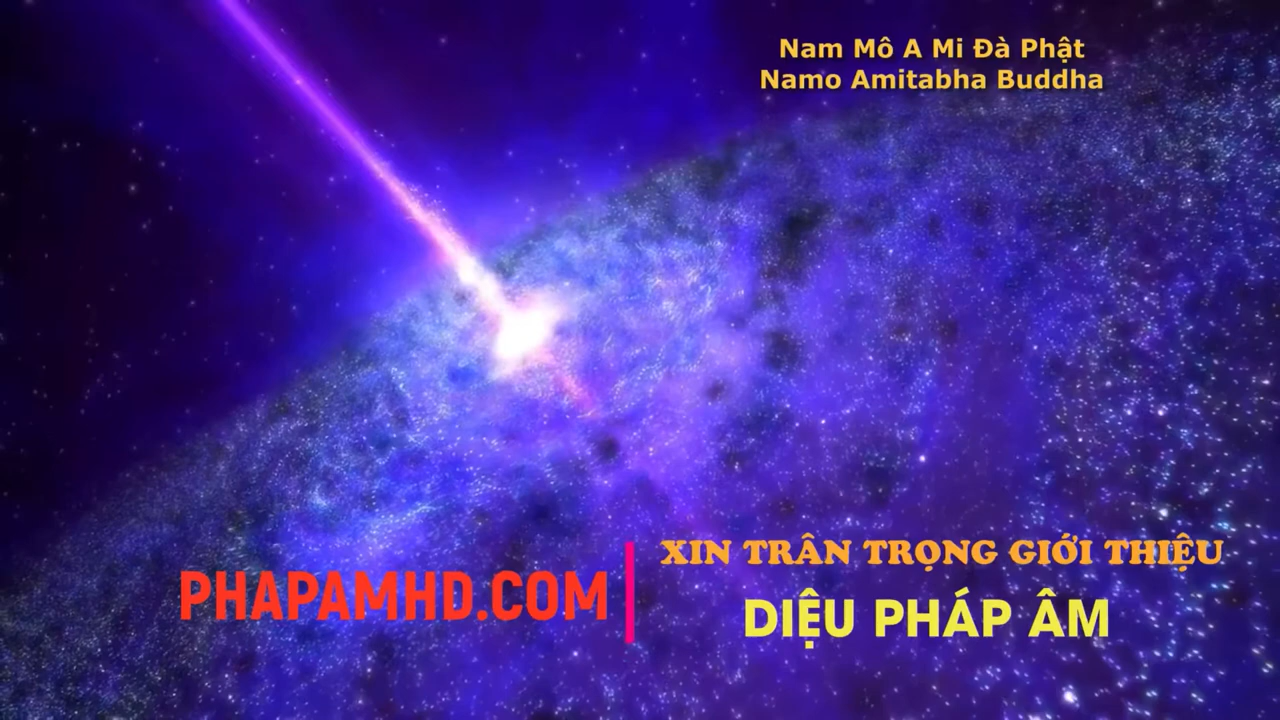 Nam Mô A Mi Đà Phật
Namo Amitabha Buddha
PHAPAMHD.COM
XIN TRÂN TRỌNG GIỚI THIỆU
DIỆU PHÁP ÂM